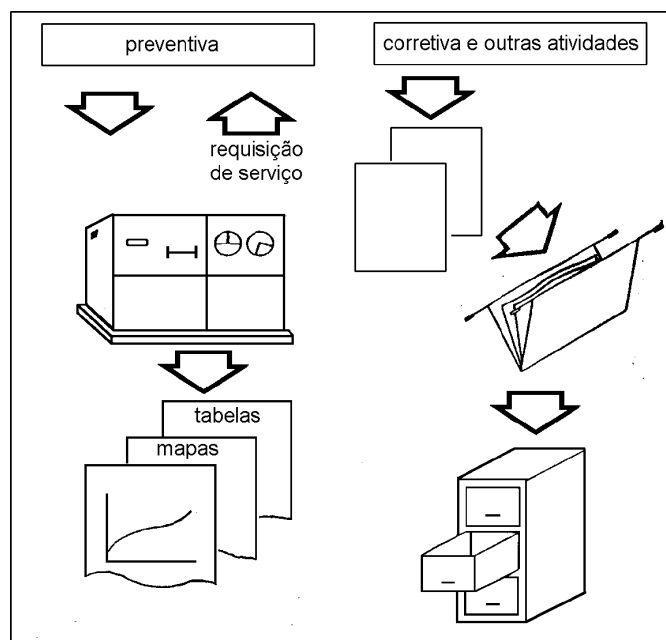 preventiva
corretiva e outras atividades
requisição
de serviço
tabelas
mapas